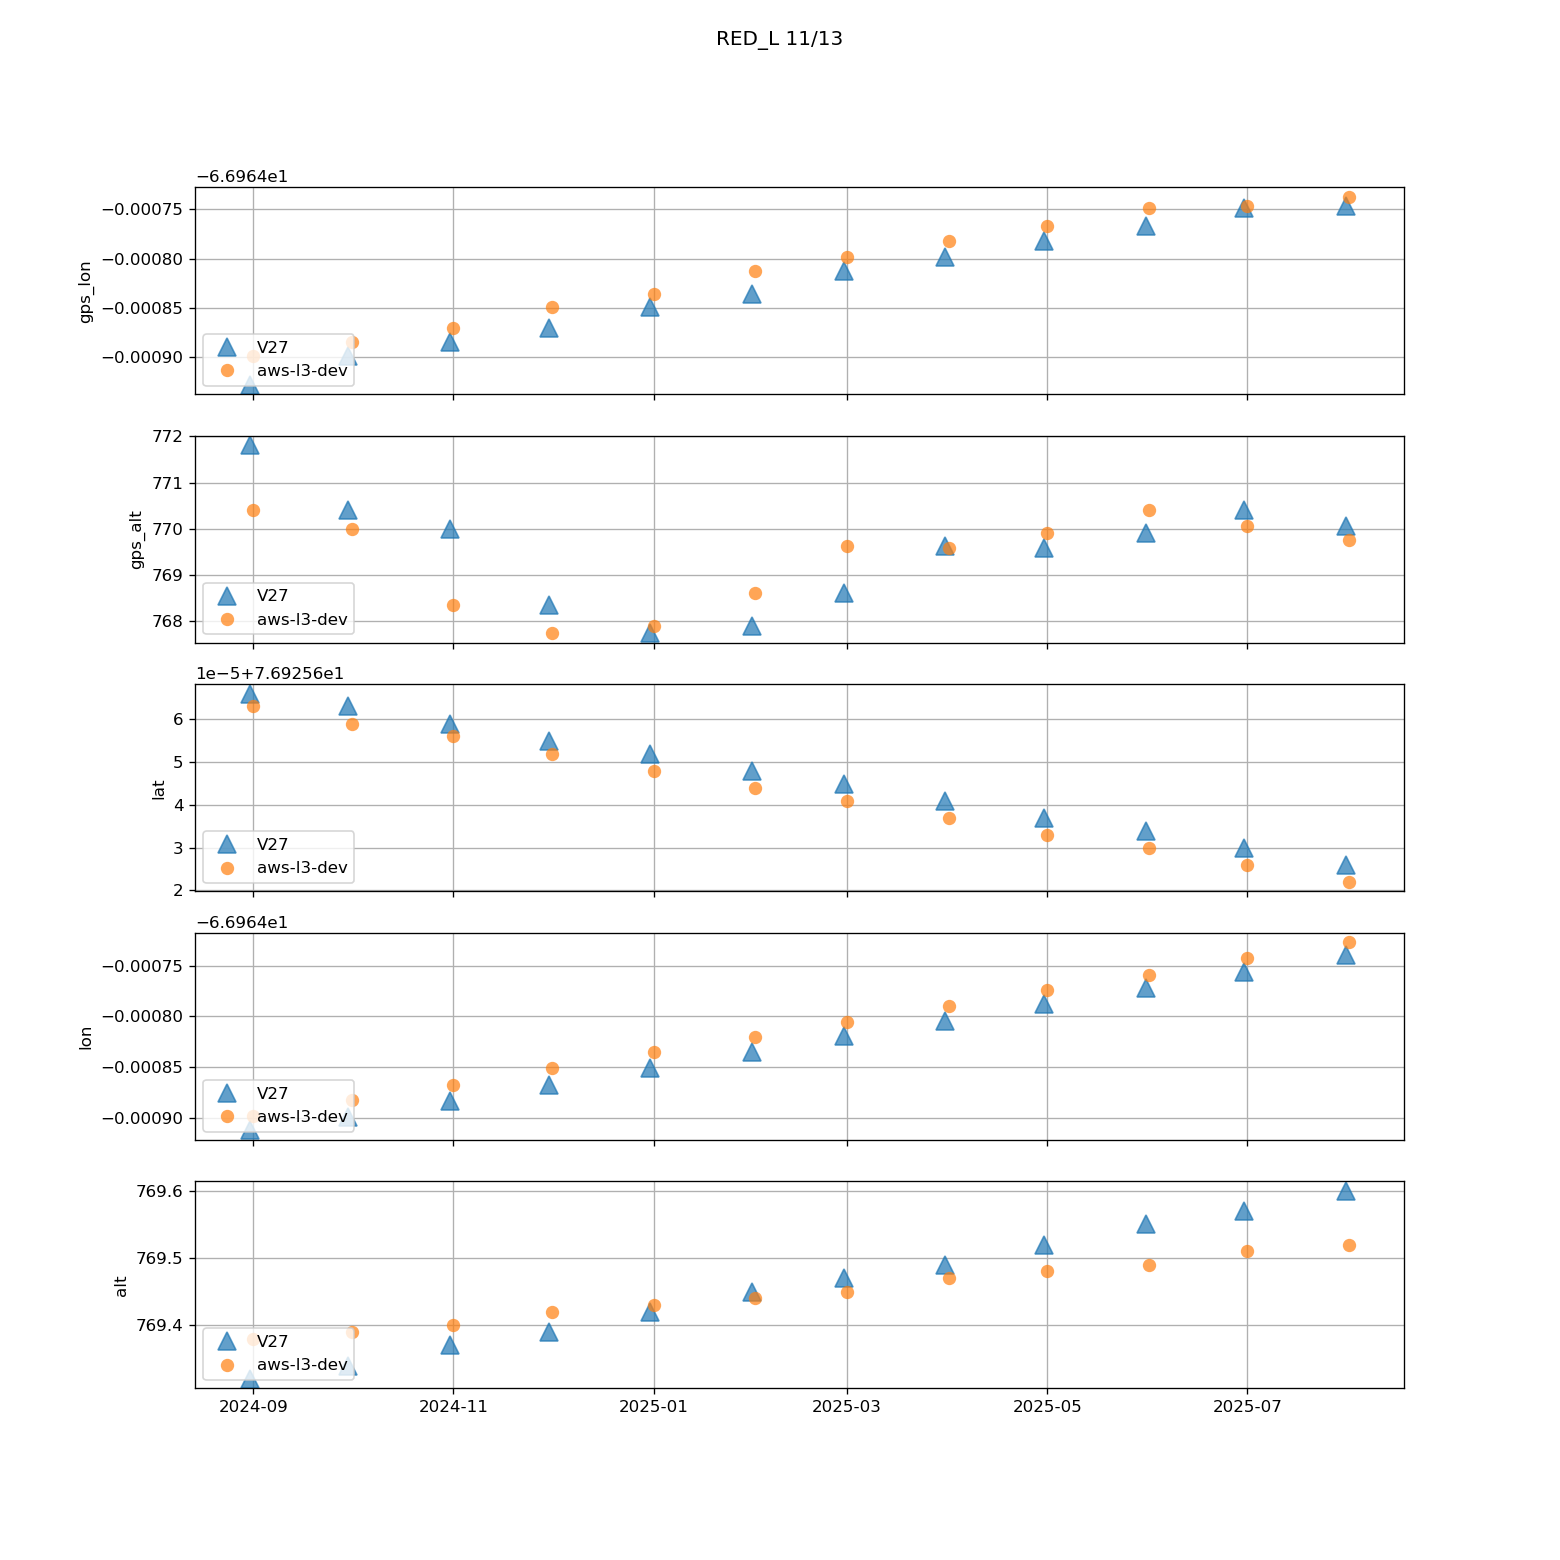 RED_L 11/13
−6.6964e1
−0.00075
−0.00080
−0.00085
−0.00090
gps_lon
V27
aws-l3-dev
772
771
770
769
768
gps_alt
V27
aws-l3-dev
1e−5+7.69256e1
6
5
4
3
2
lat
V27
aws-l3-dev
−6.6964e1
−0.00075
−0.00080
−0.00085
−0.00090
lon
V27
aws-l3-dev
769.6
769.5
769.4
alt
V27
aws-l3-dev
2024-09 2024-11 2025-01 2025-03 2025-05 2025-07